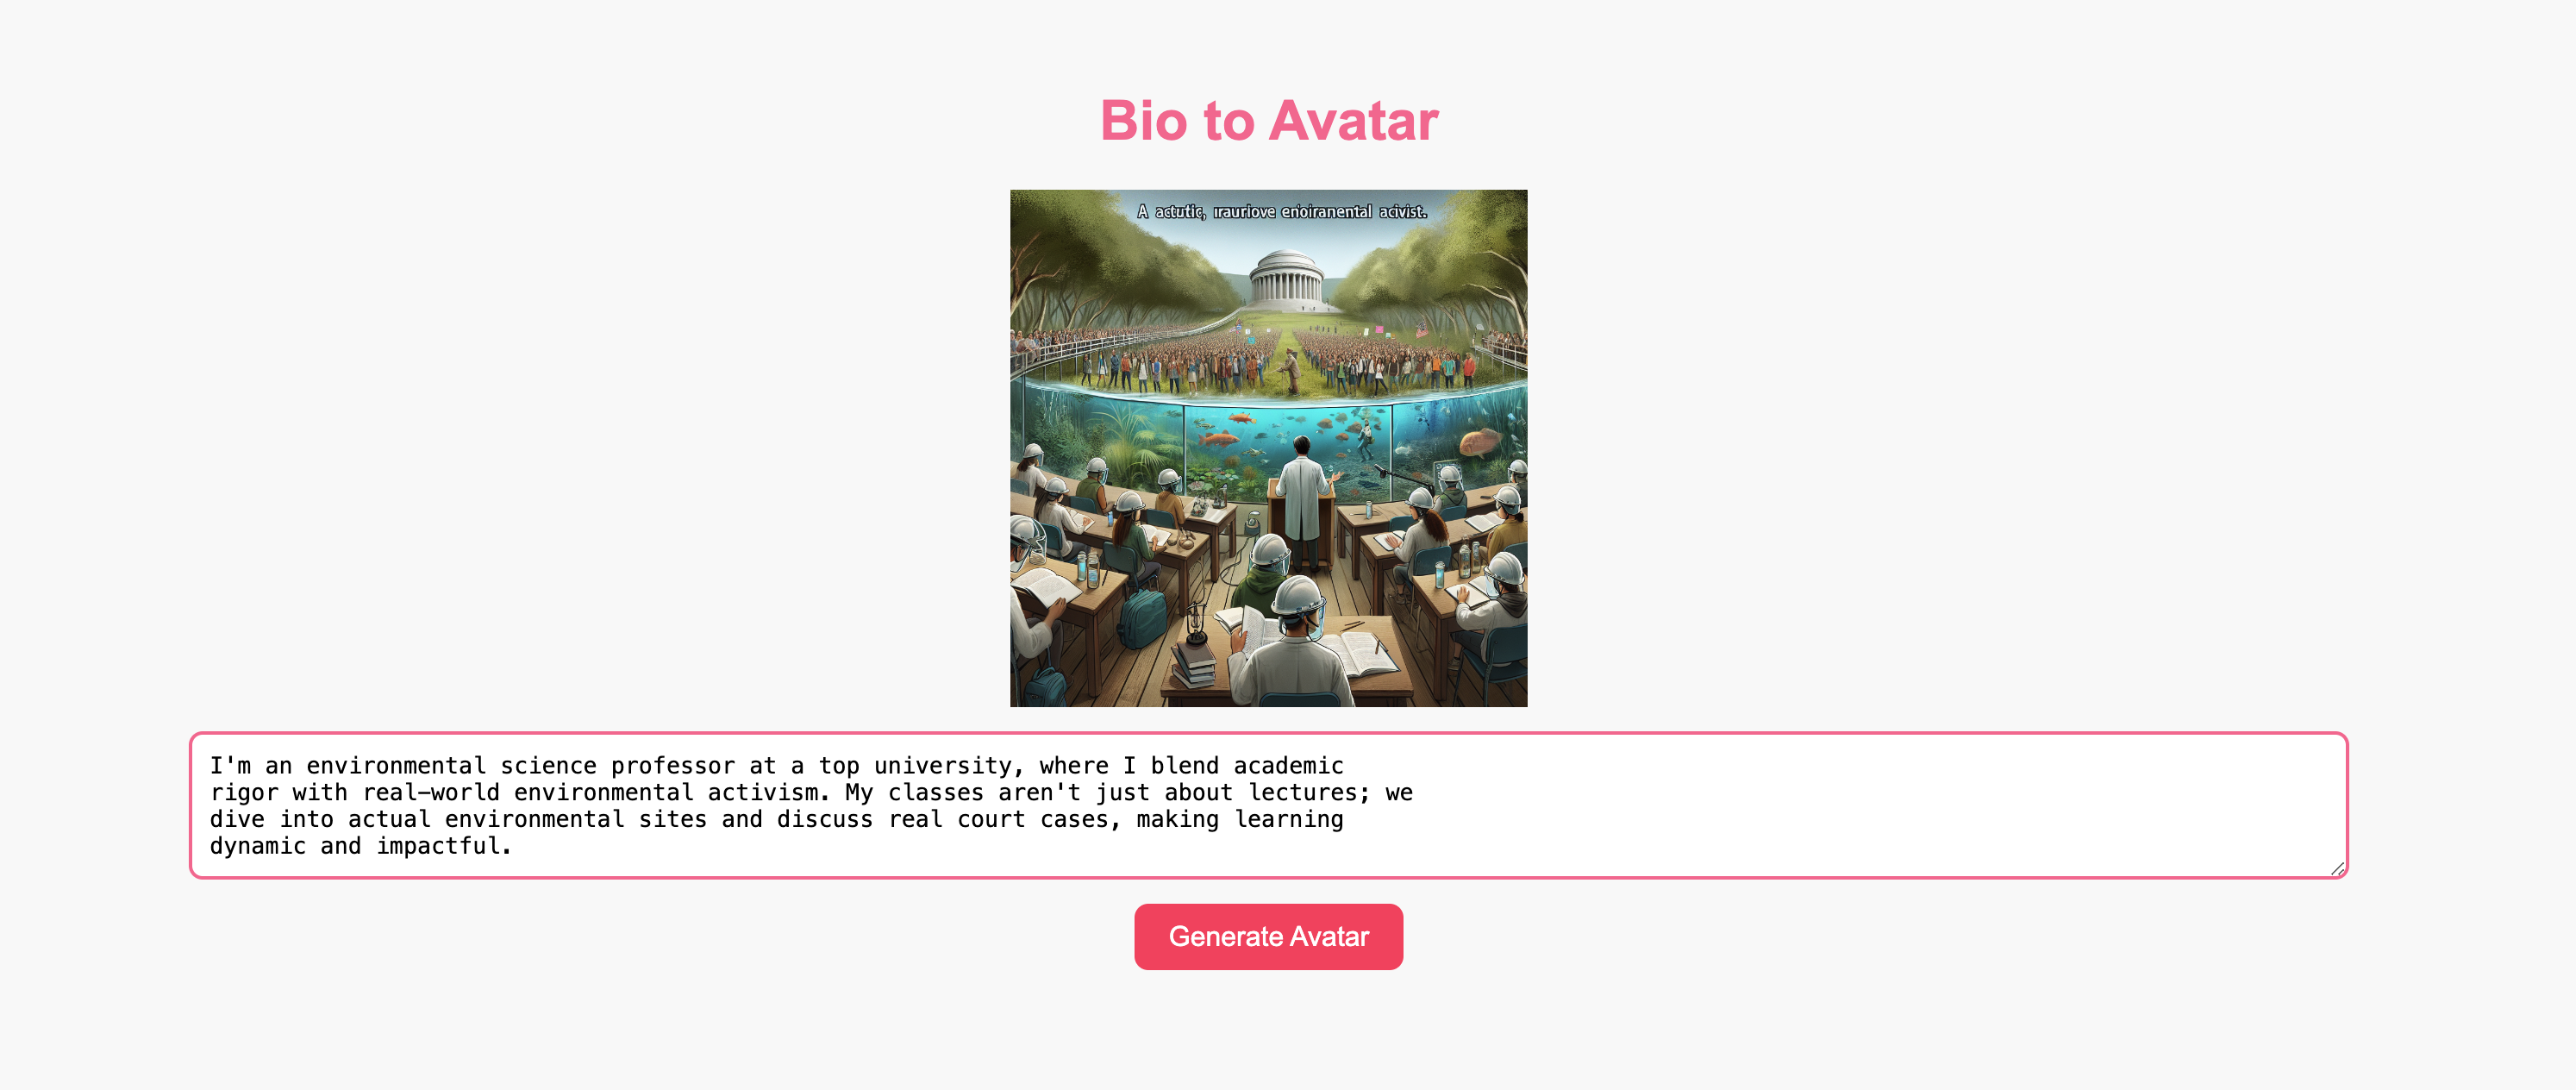 Bio to Avatar
A actutic, ıraurlove enoiranental acivist.
I'm an environmental science professor at a top university, where I blend academic
rigor with real-world environmental activism. My classes aren't just about lectures; we
dive into actual environmental sites and discuss real court cases, making learning
dynamic and impactful.
Generate Avatar